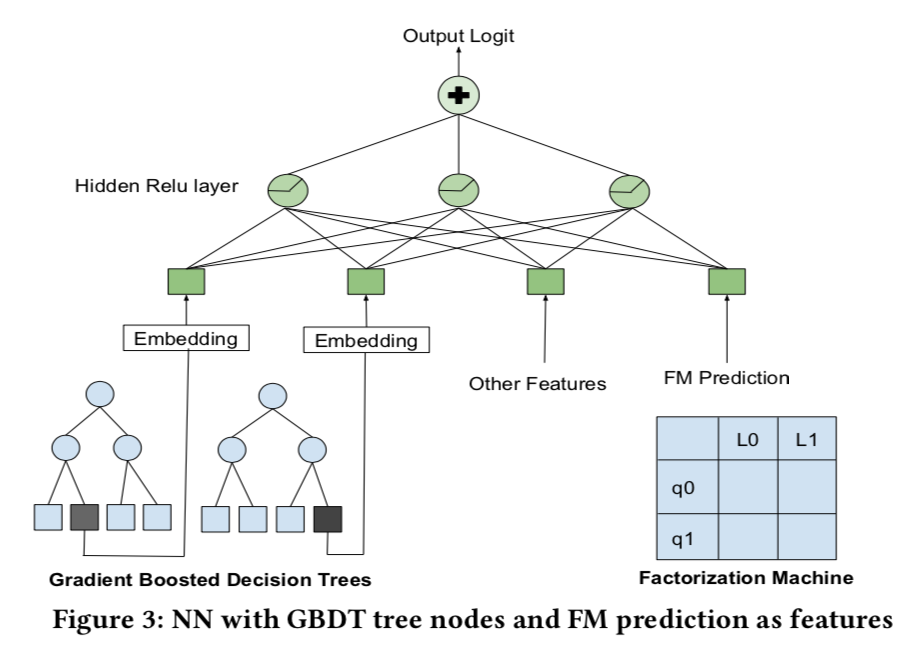 Output Logit
Hidden Relu layer
Embedding
Embedding
Other Features
FM Prediction
L0 L1
q0
q1
Gradient Boosted Decision Trees
Factorization Machine
Figure 3: NN with GBDT tree nodes and FM prediction as features